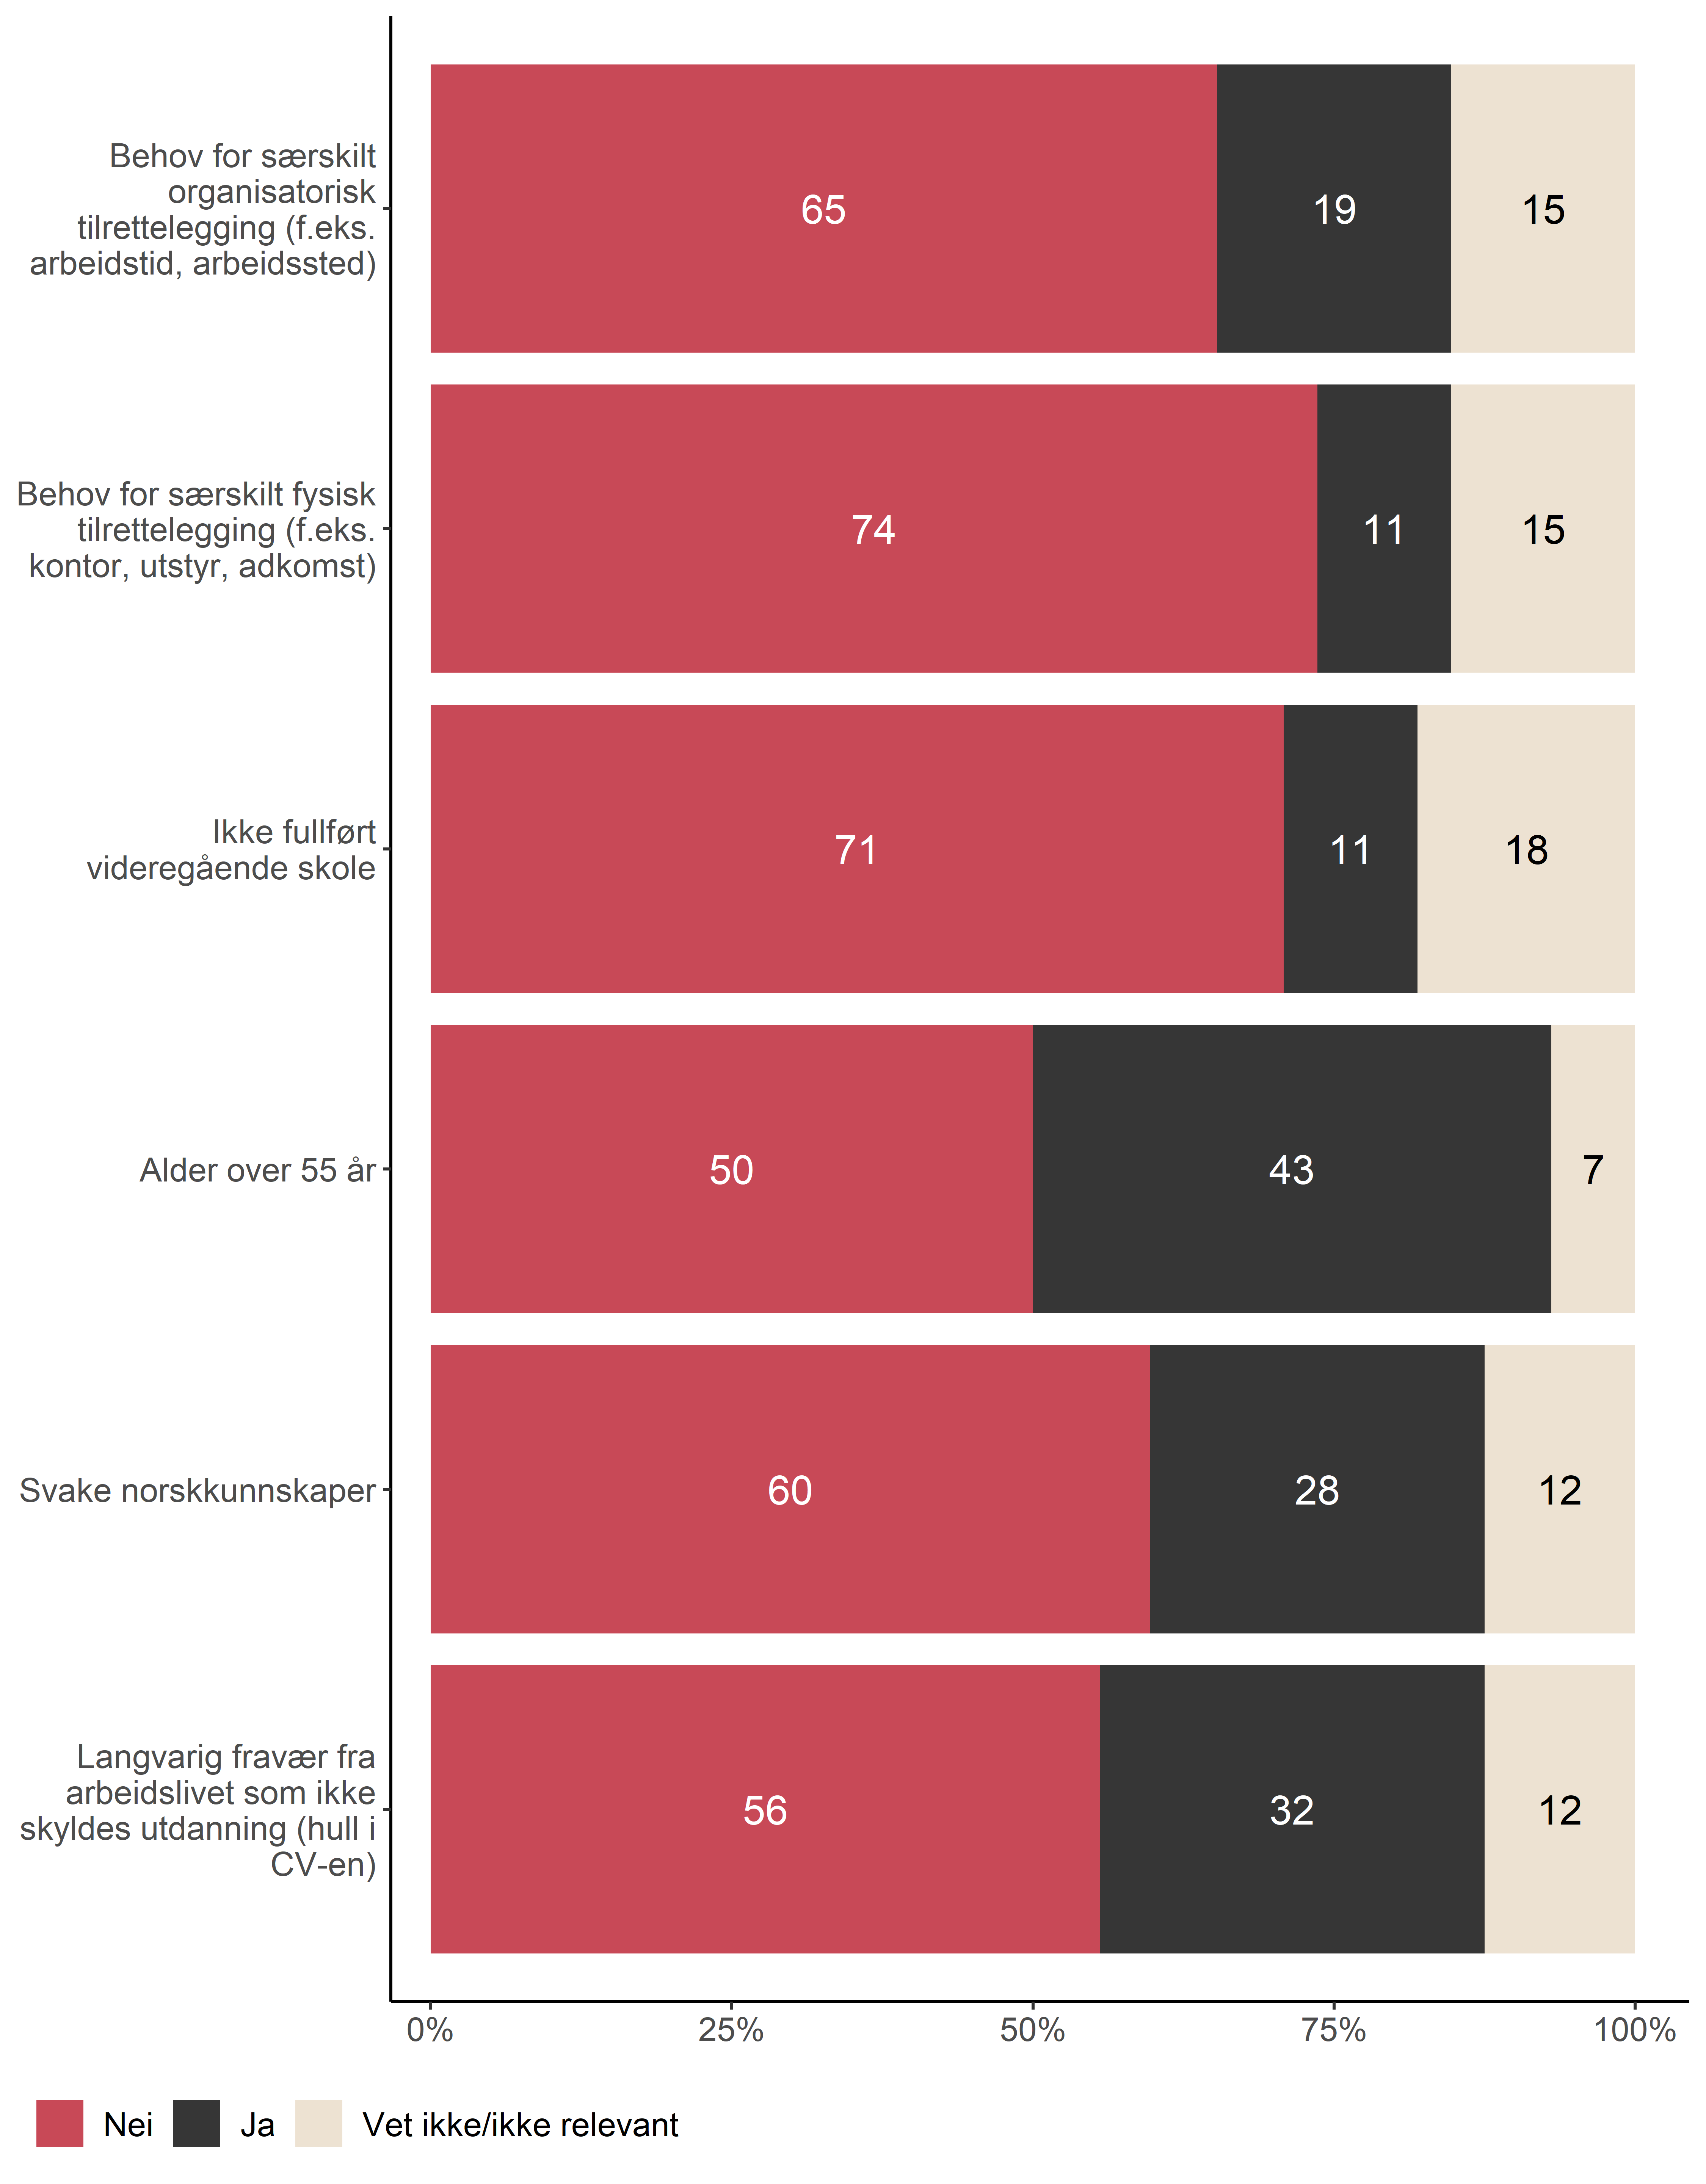 Behov for særskilt
organisatorisk
tilrettelegging (f.eks.
arbeidstid, arbeidssted)
65
19
15
Behov for særskilt fysisk
tilrettelegging (f.eks.
kontor, utstyr, adkomst)
74
11
15
Ikke fullført
videregående skole
71
11
18
Alder over 55 år
50
43
7
Svake norskkunnskaper
60
28
12
Langvarig fravær fra
arbeidslivet som ikke
skyldes utdanning (hull i
CV-en)
56
32
12
0%
25%
50%
75%
100%
Nei
Ja
Vet ikke/ikke relevant